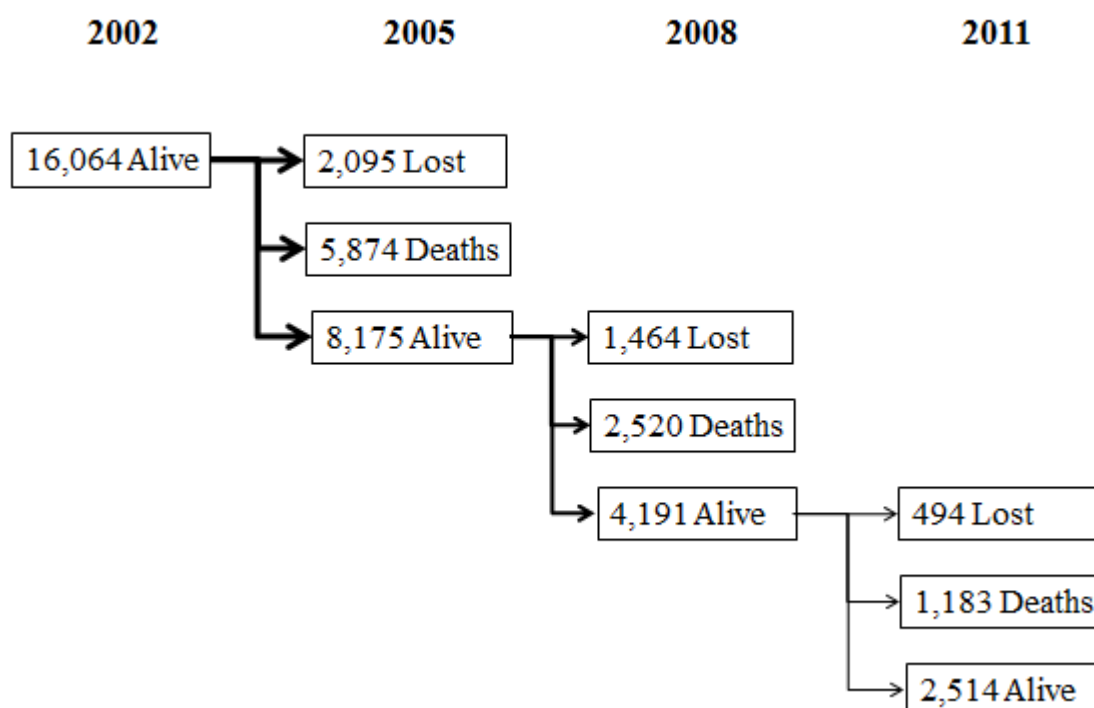 2002 2005 2008 2011
16,064 Alive 2,095 Lost
5,874 Deaths
8,175 Alive 1,464 Lost
2,520 Deaths
4,191 Alive 494 Lost
1,183 Deaths
2,514 Alive